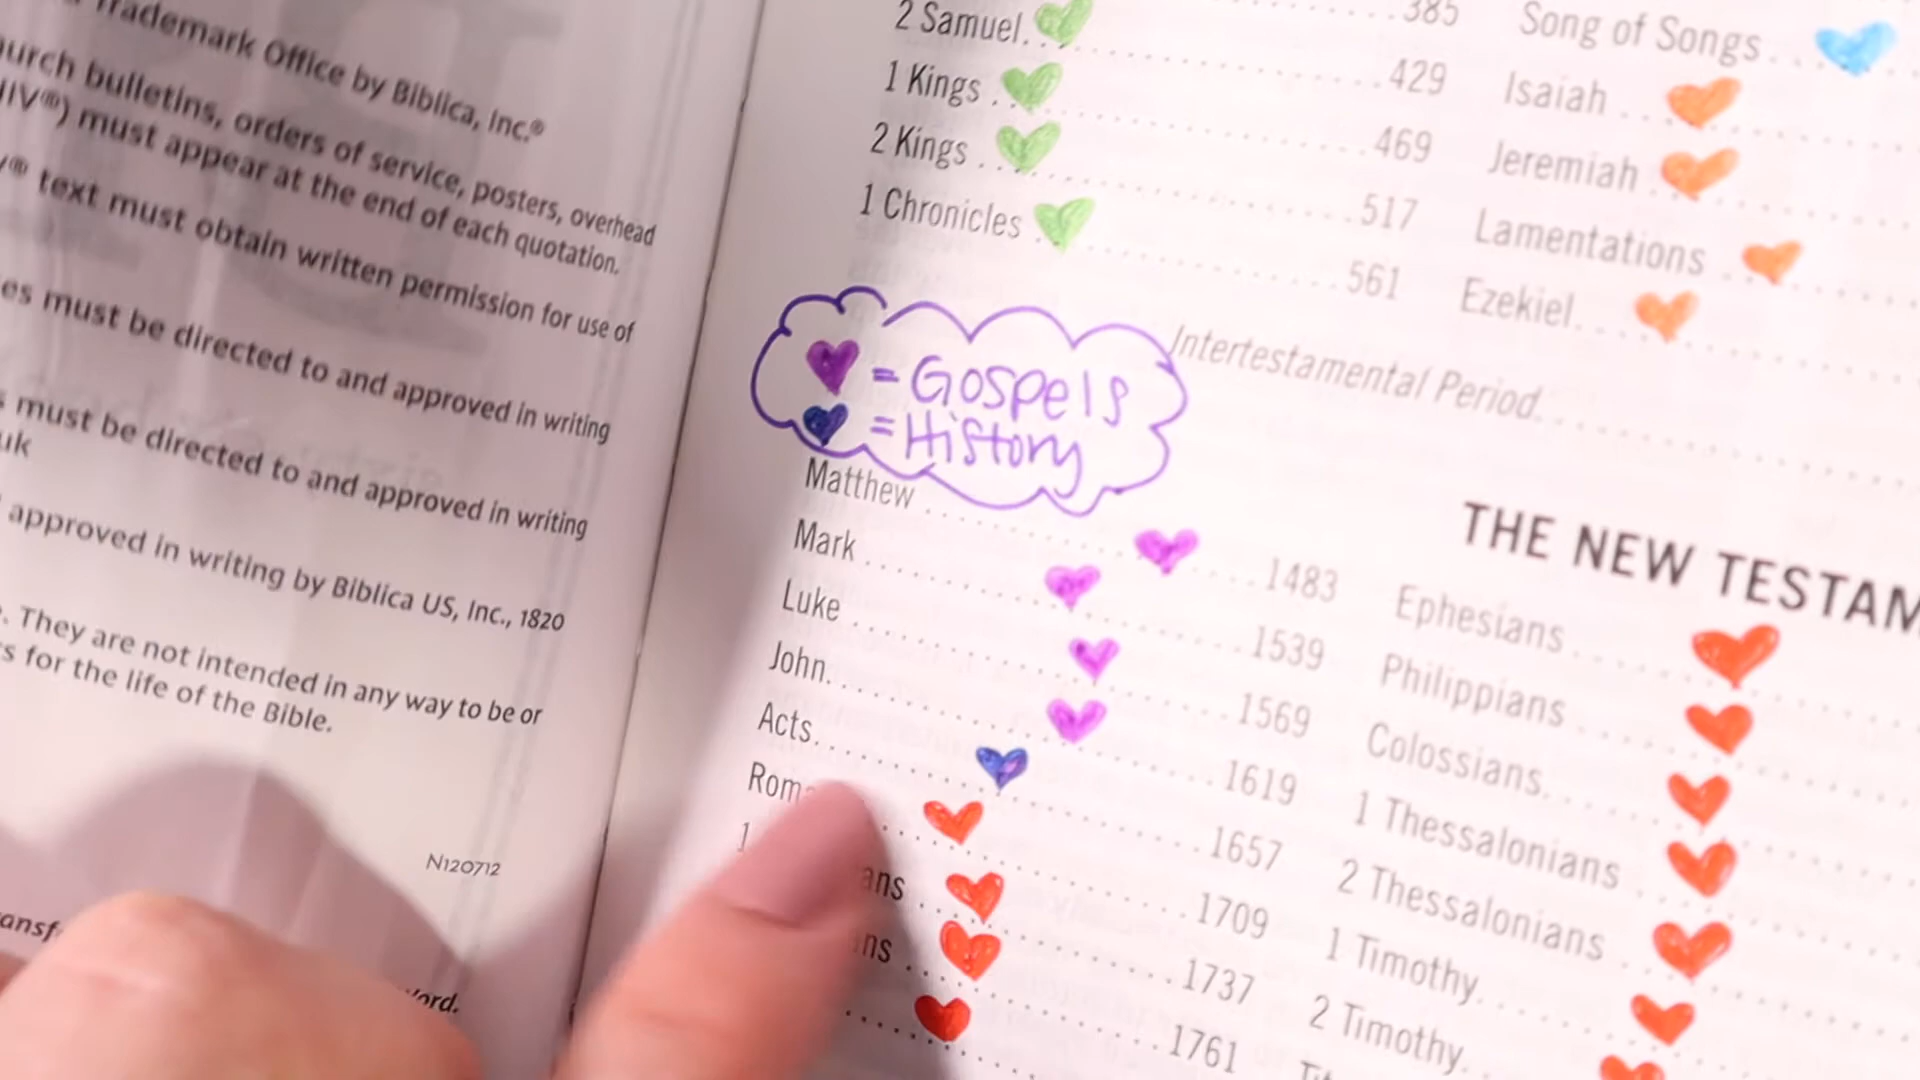 Trademark Office by Biblica, Inc.®
church bulletins, orders of service, posters, overhead
NIV®) must appear at the end of each quotation.
® text must obtain written permission for use of
es must be directed to and approved in writing
must be directed to and approved in writing
uk
approved in writing by Biblica US, Inc., 1820
. They are not intended in any way to be or
s for the life of the Bible.
N120712
ansf
ord.
385
2 Samuel 429
1 Kings 469
2 Kings 517
1 Chronicles 561
Song of Songs
Isaiah
Jeremiah
Lamentations
Ezekiel
Intertestamental Period
= Gospels
= History
THE NEW TESTAM
Matthew 1483
Mark 1539
Luke 1569
John 1619
Acts 1657
Rom 1709
1 ans 1737
ns 1761
Ephesians
Philippians
Colossians
1 Thessalonians
2 Thessalonians
1 Timothy
2 Timothy